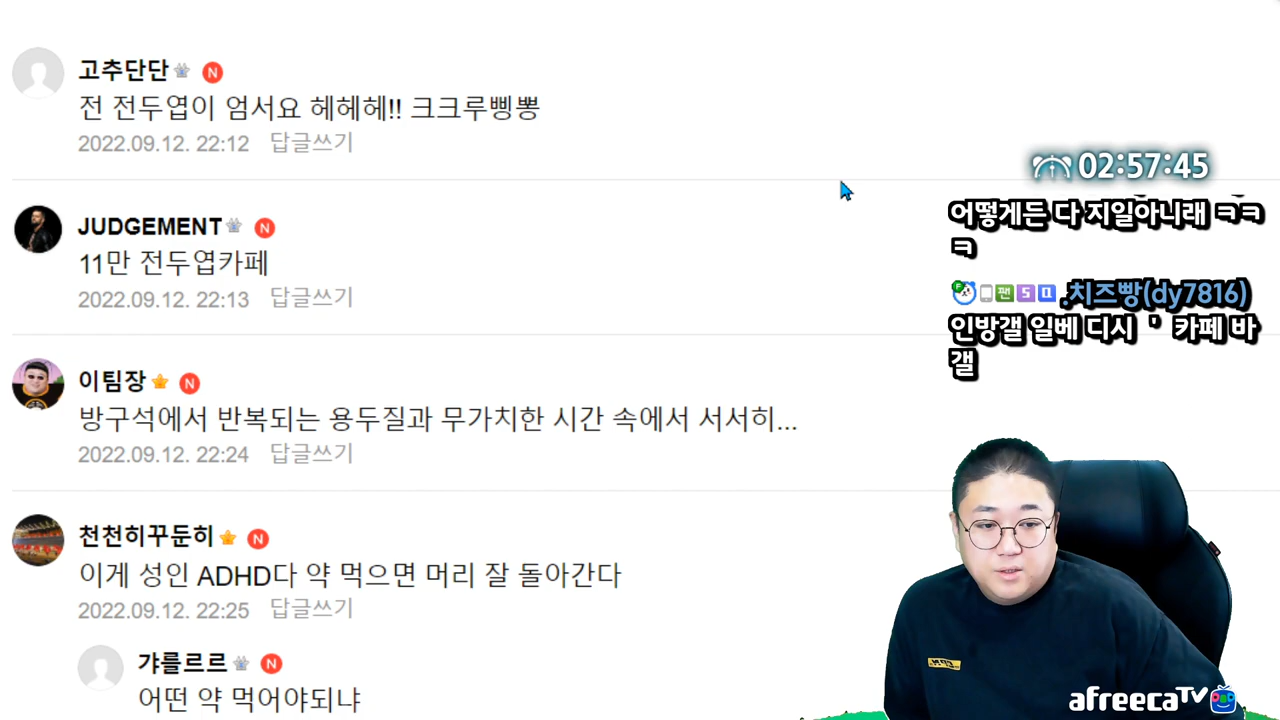 고추단단 N
전 전두엽이 엄서요 헤헤헤!! 크크루삥뽕
2022.09.12. 22:12 답글쓰기
JUDGEMENT N
11만 전두엽카페
2022.09.12. 22:13 답글쓰기
이팀장 N
방구석에서 반복되는 용두질과 무가치한 시간 속에서 서서히...
2022.09.12. 22:24 답글쓰기
천천히꾸둔히 N
이게 성인 ADHD다 약 먹으면 머리 잘 돌아간다
2022.09.12. 22:25 답글쓰기
갸를르르 N
어떤 약 먹어야되냐
02:57:45
어떻게든 다 지일아니래 ㅋㅋ
ㅋ
F 팬 5 .치즈빵(dy7816)
인방갤 일베 디시 ' 카페 바
갤
afreecaTV